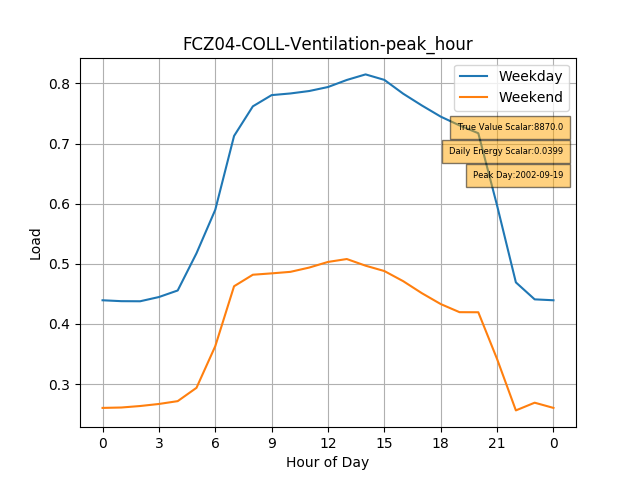 FCZ04-COLL-Ventilation-peak_hour
Weekday
Weekend
True Value Scalar:8870.0
Daily Energy Scalar:0.0399
Peak Day:2002-09-19
Load
0.8
0.7
0.6
0.5
0.4
0.3
0 3 6 9 12 15 18 21 0
Hour of Day